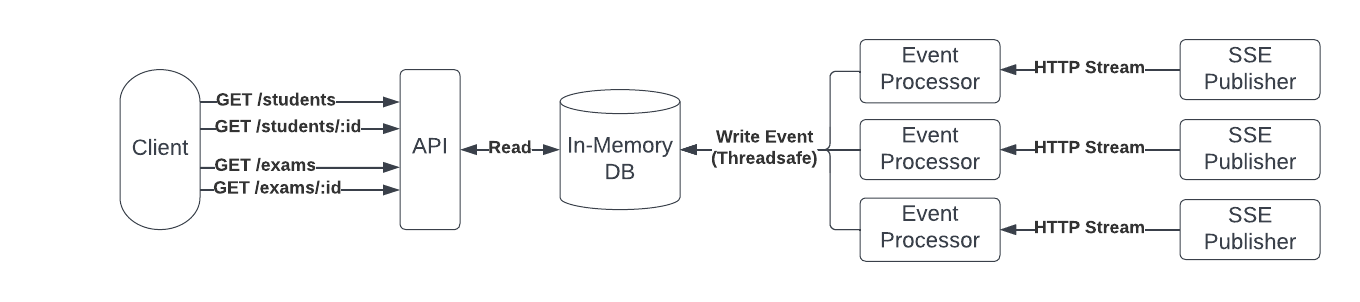 Client
GET /students
GET /students/:id
GET /exams
GET /exams/:id
API
Read
In-Memory
DB
Write Event
(Threadsafe)
Event
Processor
HTTP Stream
SSE
Publisher
Event
Processor
HTTP Stream
SSE
Publisher
Event
Processor
HTTP Stream
SSE
Publisher